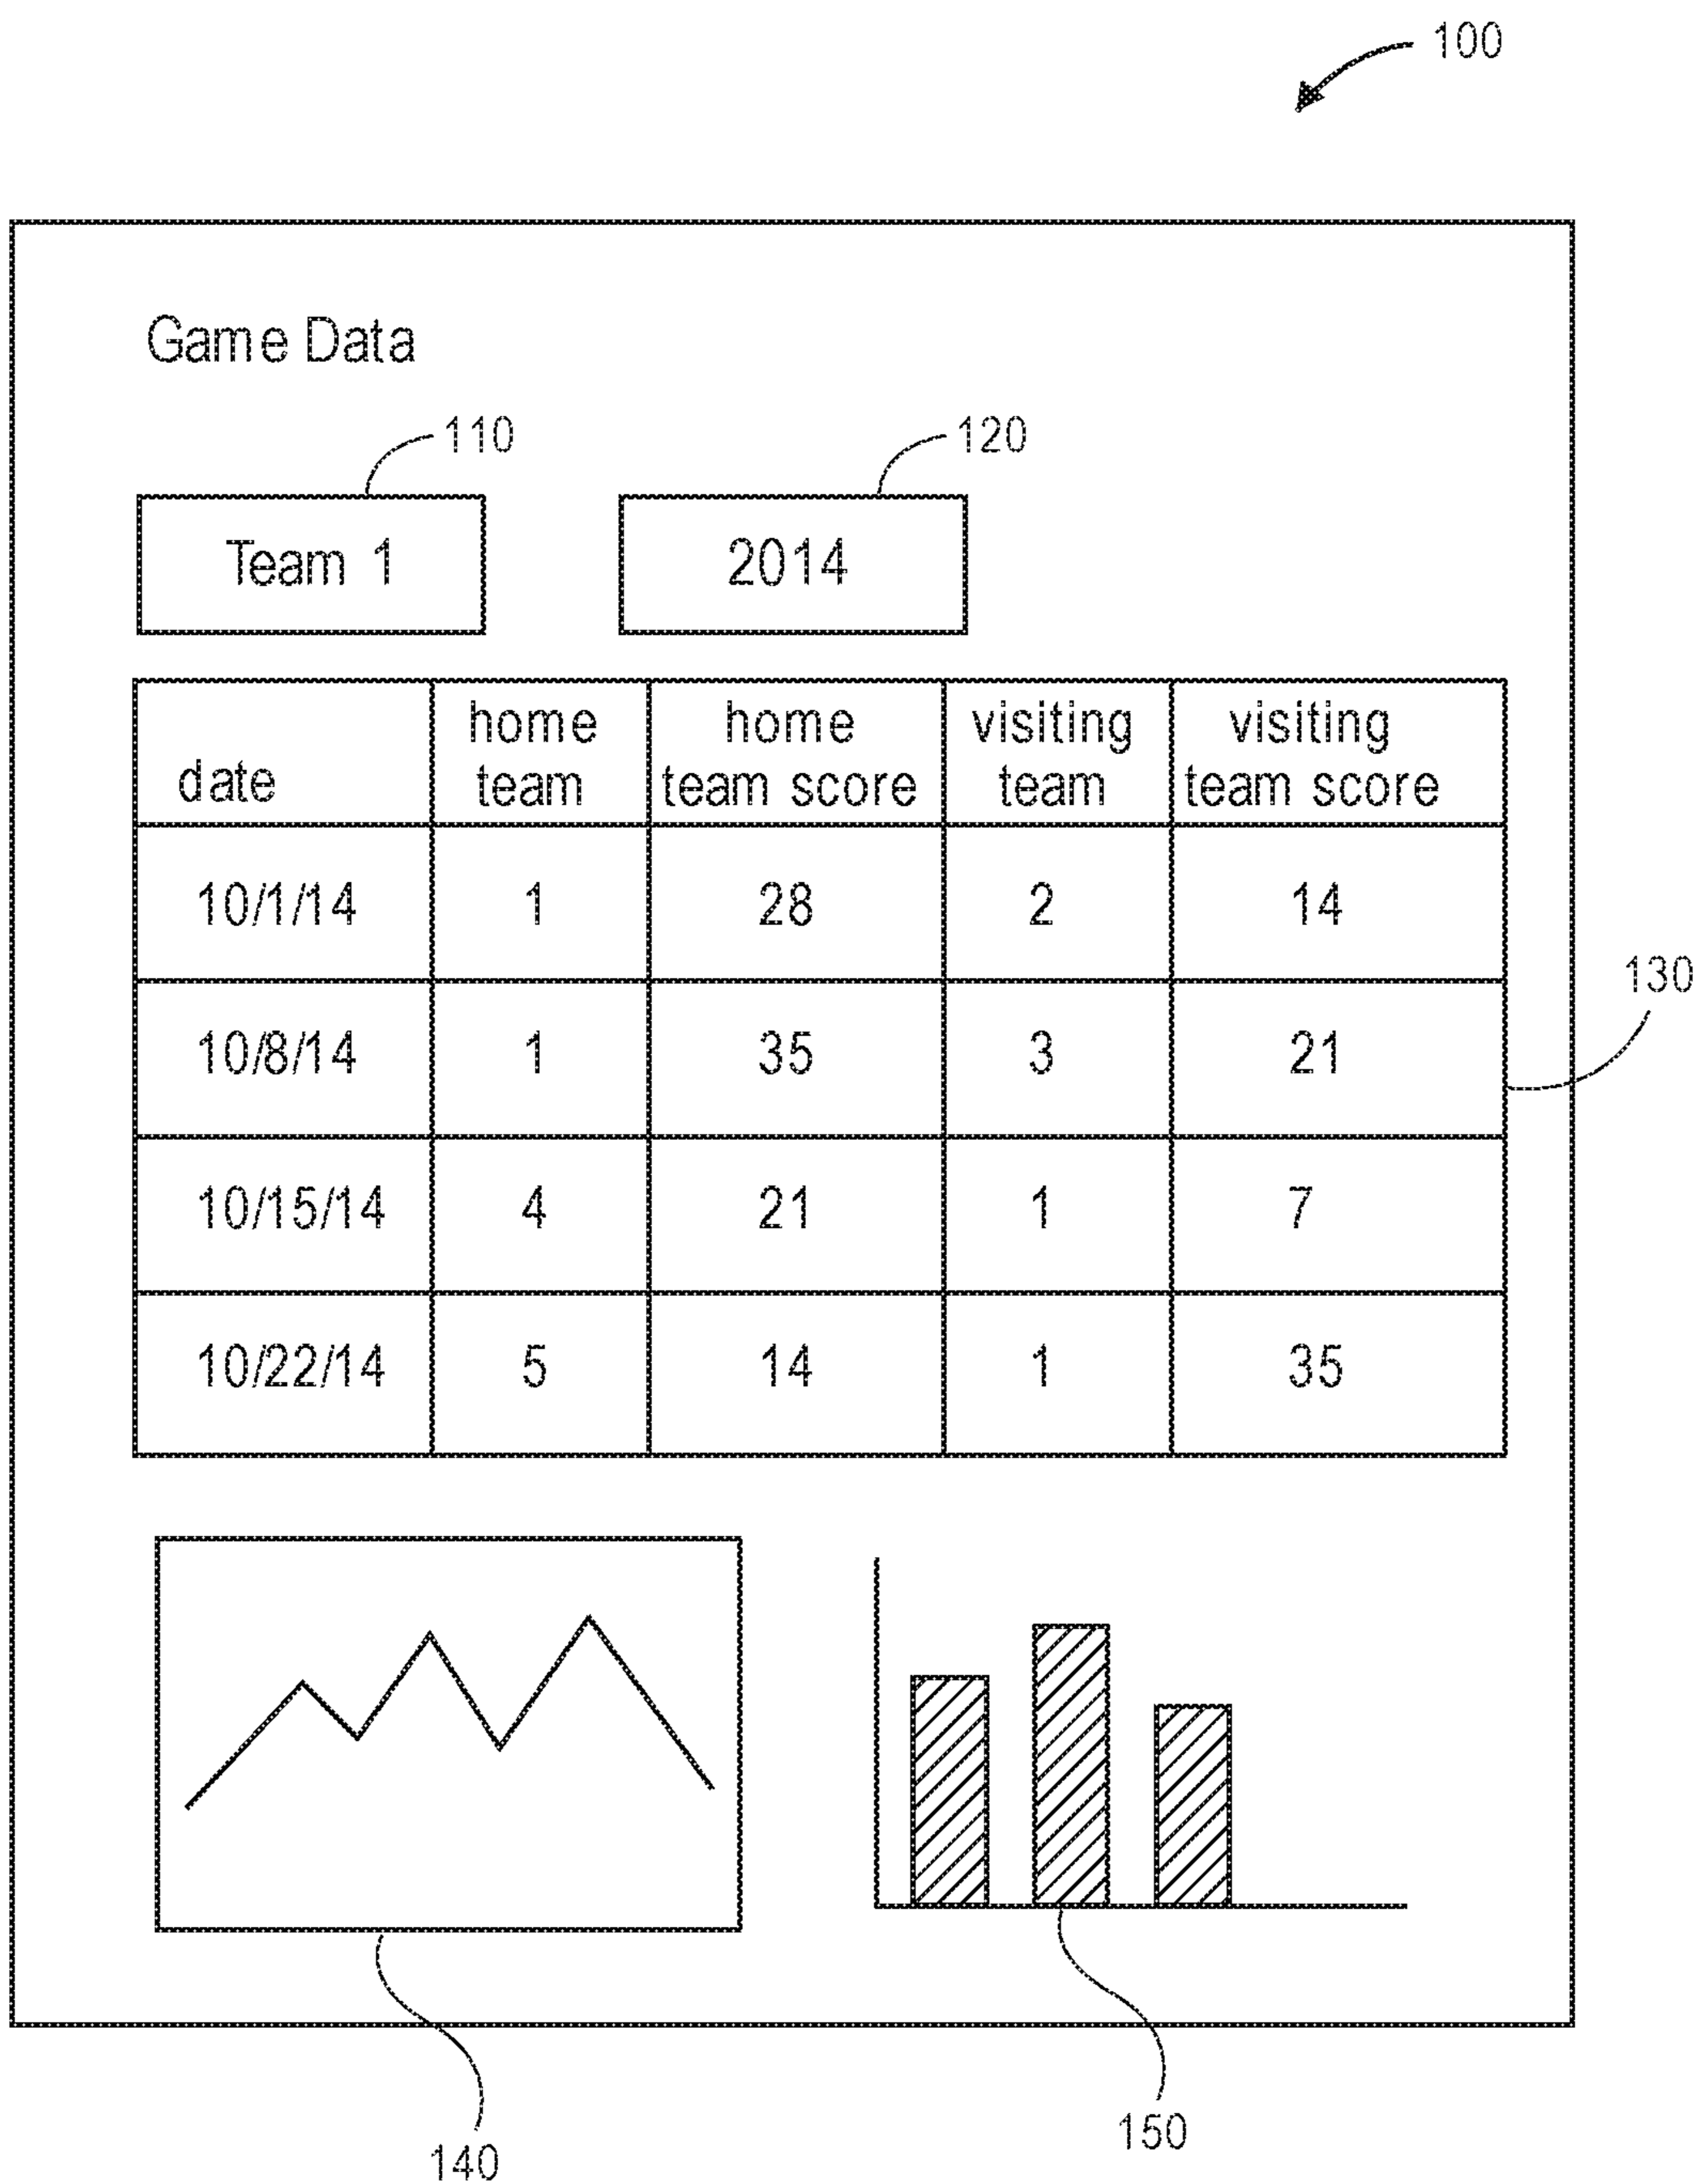 100
Game Data
110
120
Team 1
2014
date
home team
home team score
visiting team
visiting team score
10/1/14 1 28 2 14
130
10/8/14 1 35 3 21
10/15/14 4 21 1 7
10/22/14 5 14 1 35
140
150